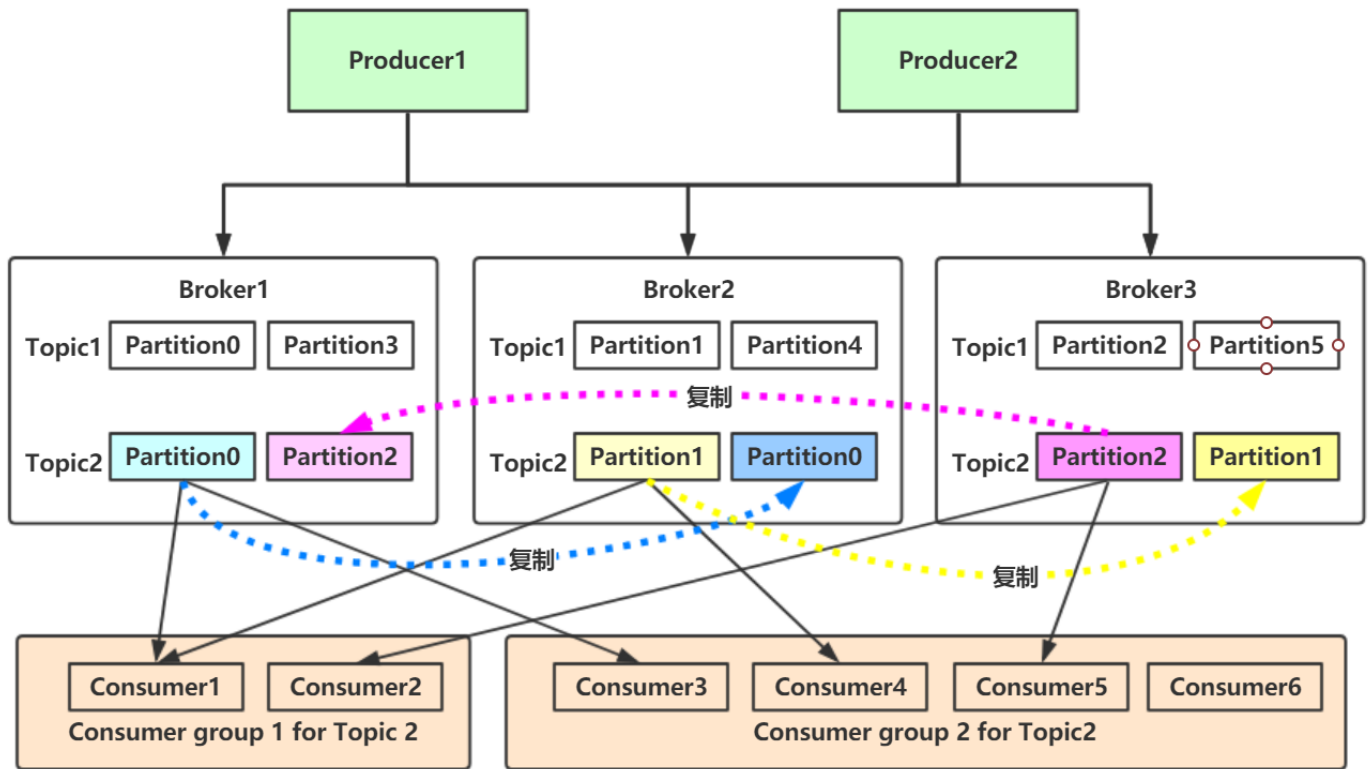 Producer1
Producer2
Broker1
Topic1 Partition0 Partition3
Topic2 Partition0 Partition2
Broker2
Topic1 Partition1 Partition4
Topic2 Partition1 Partition0
Broker3
Topic1 Partition2 Partition5
Topic2 Partition2 Partition1
复制
复制
复制
Consumer1 Consumer2
Consumer group 1 for Topic 2
Consumer3 Consumer4 Consumer5 Consumer6
Consumer group 2 for Topic2